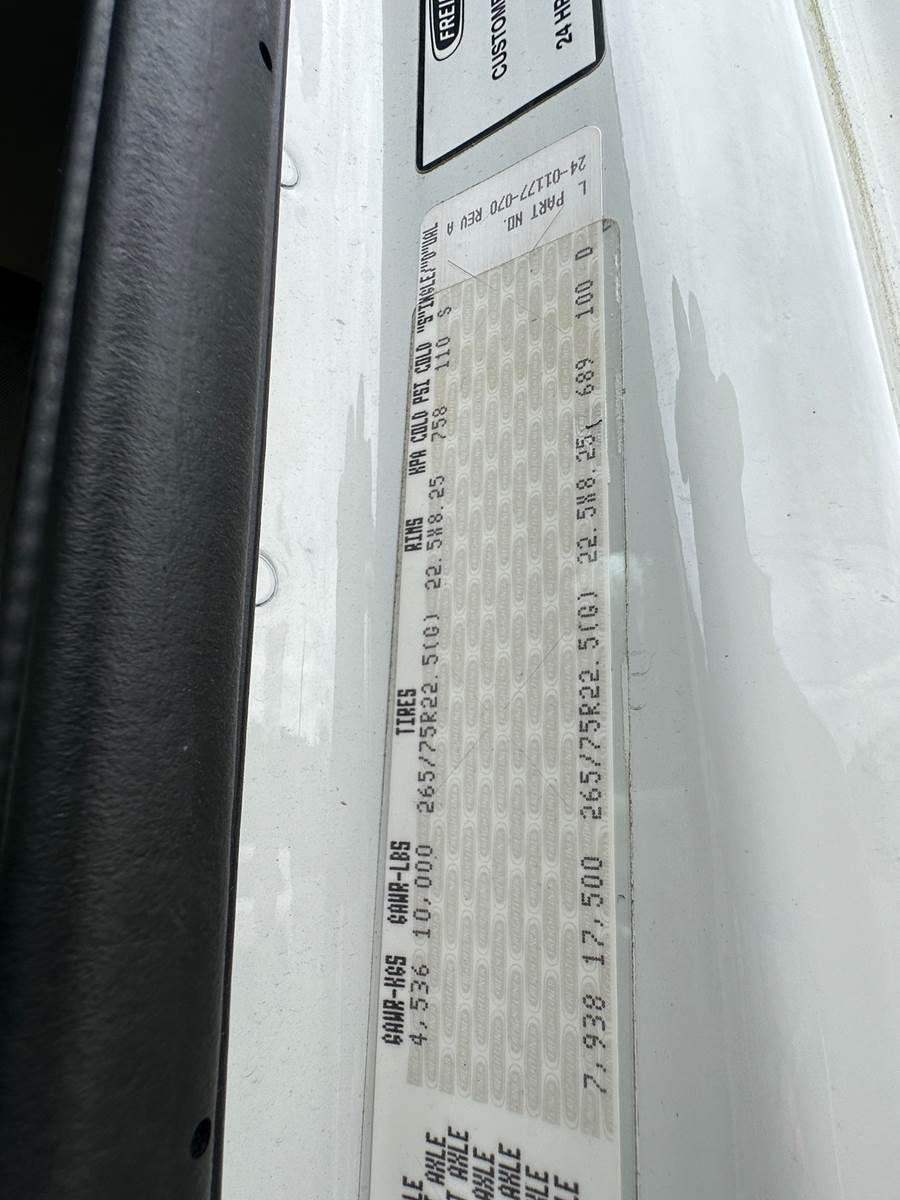 CUSTOM
24 HR
L PART NO.
24-01177-070 REV A
GAWR-KGS GAWR-LBS TIRES RIMS KPA COLD PSI COLD "S"INGLE/"D"UAL
4,536 10,000 265/75R22.5(G) 22.5X8.25 758 110 S
7,938 17,500 265/75R22.5(G) 22.5X8.25( 689 100 D
AXLE
AXLE
AXLE
AXLE